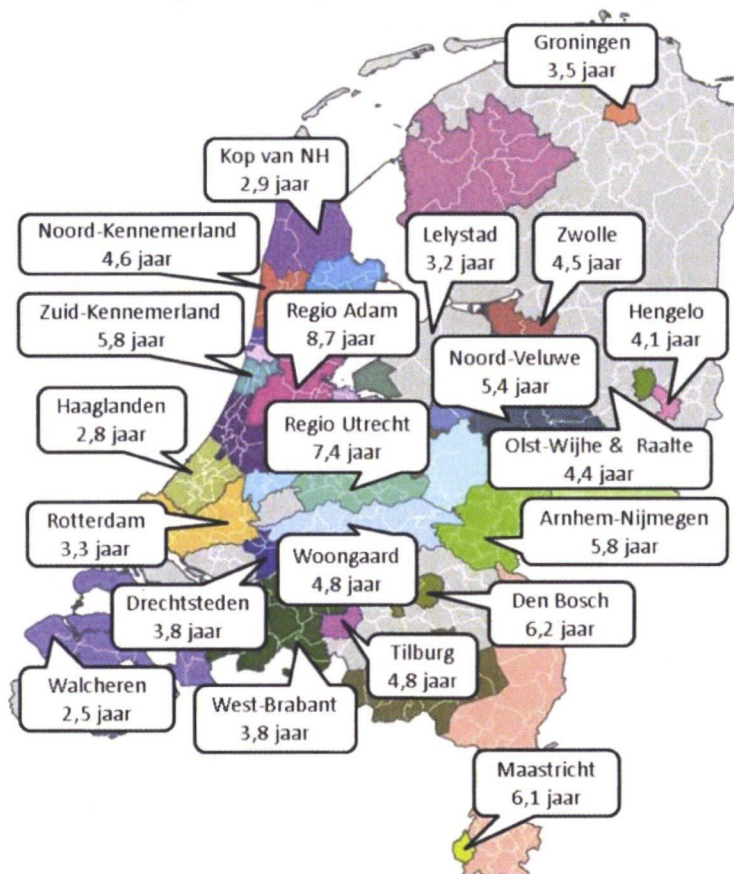 Groningen
3,5 jaar
Kop van NH
2,9 jaar
Noord-Kennemerland
4,6 jaar
Lelystad
3,2 jaar
Zwolle
4,5 jaar
Zuid-Kennemerland
5,8 jaar
Regio Adam
8,7 jaar
Hengelo
4,1 jaar
Noord-Veluwe
5,4 jaar
Haaglanden
2,8 jaar
Regio Utrecht
7,4 jaar
Olst-Wijhe & Raalte
4,4 jaar
Rotterdam
3,3 jaar
Woongaard
4,8 jaar
Arnhem-Nijmegen
5,8 jaar
Drechtsteden
3,8 jaar
Den Bosch
6,2 jaar
Tilburg
4,8 jaar
Walcheren
2,5 jaar
West-Brabant
3,8 jaar
Maastricht
6,1 jaar